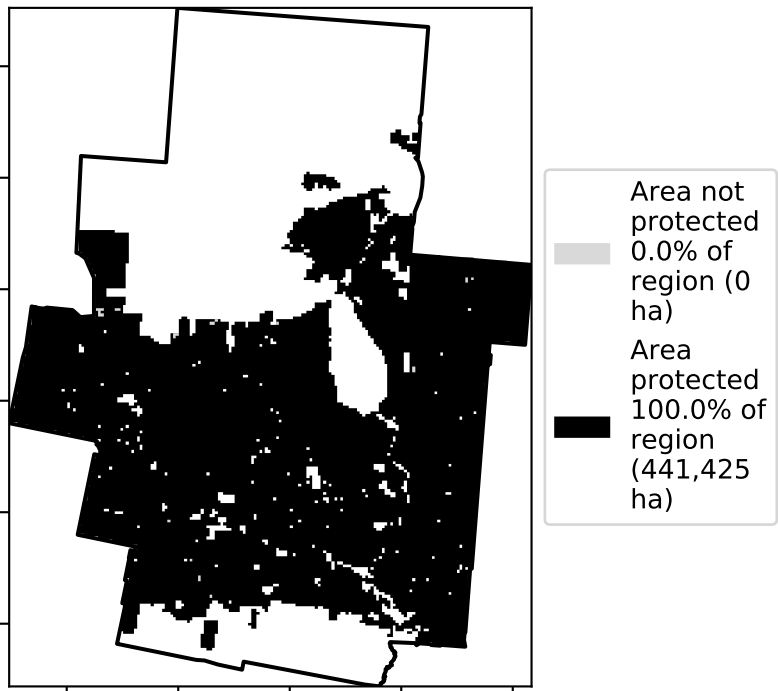 Area not
protected
0.0% of
region (0
ha)
Area
protected
100.0% of
region
(441,425
ha)